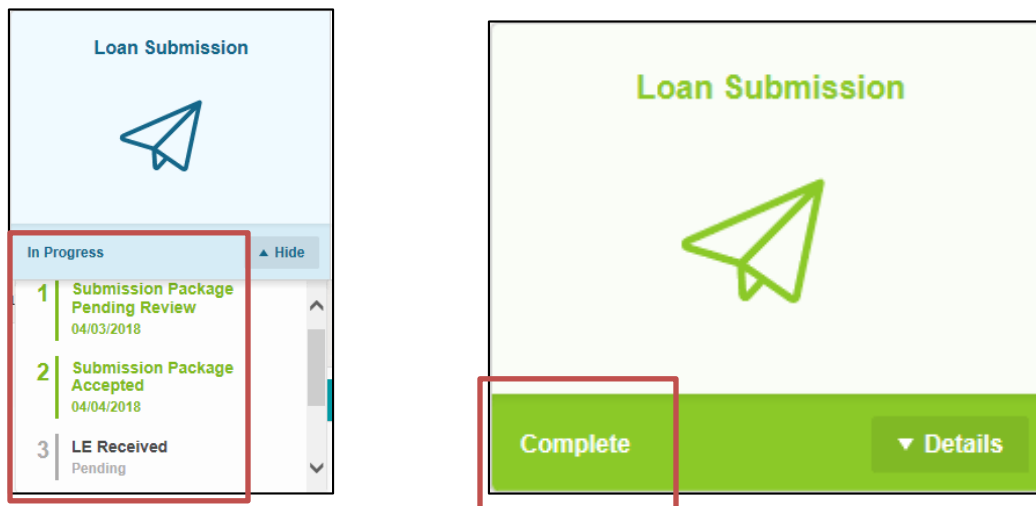 Loan Submission
In Progress
▲ Hide
1
Submission Package
Pending Review
04/03/2018
2
Submission Package
Accepted
04/04/2018
3
LE Received
Pending
Loan Submission
Complete
▼ Details